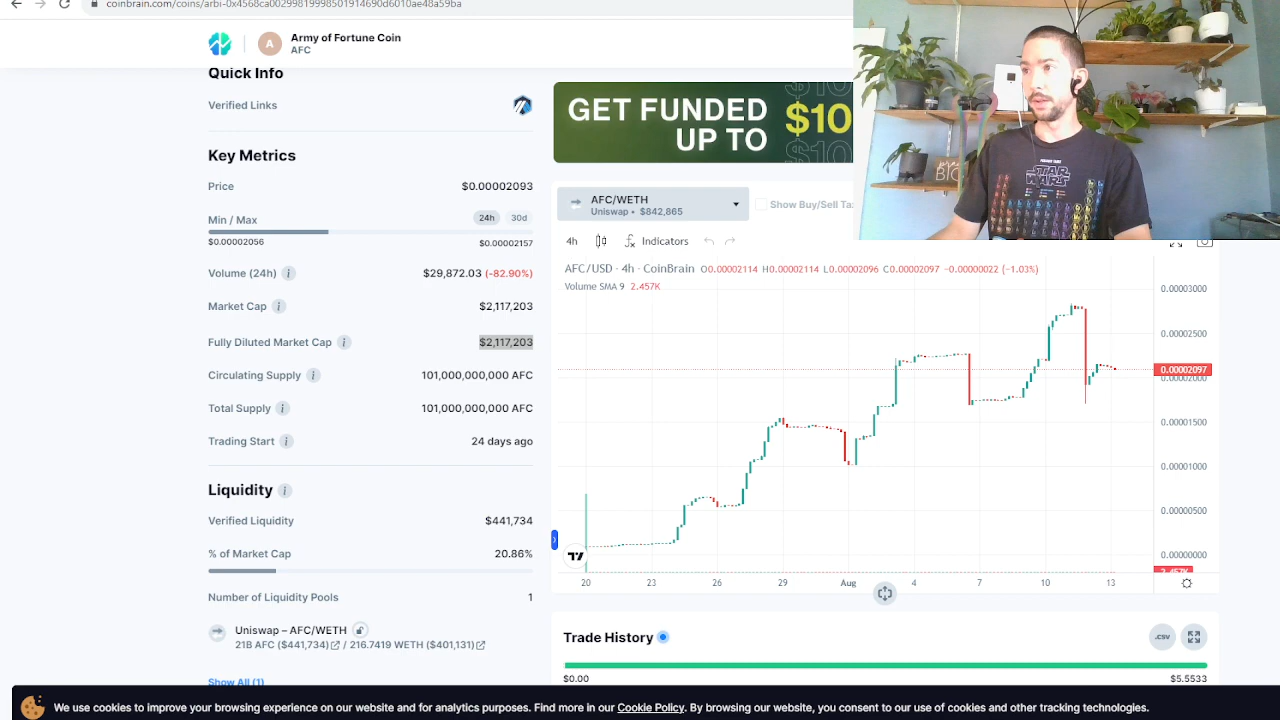 coinbrain.com/coins/arbi-0x4568ca00299819998501914690d6010ae48a59ba
A
Army of Fortune Coin
AFC
Quick Info
Verified Links
Key Metrics
Price $0.00002093
Min / Max 24h 30d
$0.00002056 $0.00002157
Volume (24h) i $29,872.03 (-82.90%)
Market Cap i $2,117,203
Fully Diluted Market Cap i $2,117,203
Circulating Supply i 101,000,000,000 AFC
Total Supply i 101,000,000,000 AFC
Trading Start i 24 days ago
Liquidity i
Verified Liquidity $441,734
% of Market Cap 20.86%
Number of Liquidity Pools 1
Uniswap – AFC/WETH
21B AFC ($441,734) / 216.7419 WETH ($401,131)
Show All (1)
GET FUNDED
UP TO
$10
AFC/WETH
Uniswap • $842,865
Show Buy/Sell Ta
4h Indicators
AFC/USD · 4h · CoinBrain O0.00002114 H0.00002114 L0.00002096 C0.00002097 −0.00000022 (−1.03%)
Volume SMA 9 2.457K
0.00003000
0.00002500
0.00002097
0.00002000
0.00001500
0.00001000
0.00000500
0.00000000
2.457K
20 23 26 29 Aug 4 7 10 13
Trade History
.CSV
$0.00 $5.5533
STAR
WARS
We use cookies to improve your browsing experience on our website and for analytics purposes. Find more in our Cookie Policy. By browsing our website, you consent to our use of cookies and other tracking technologies.